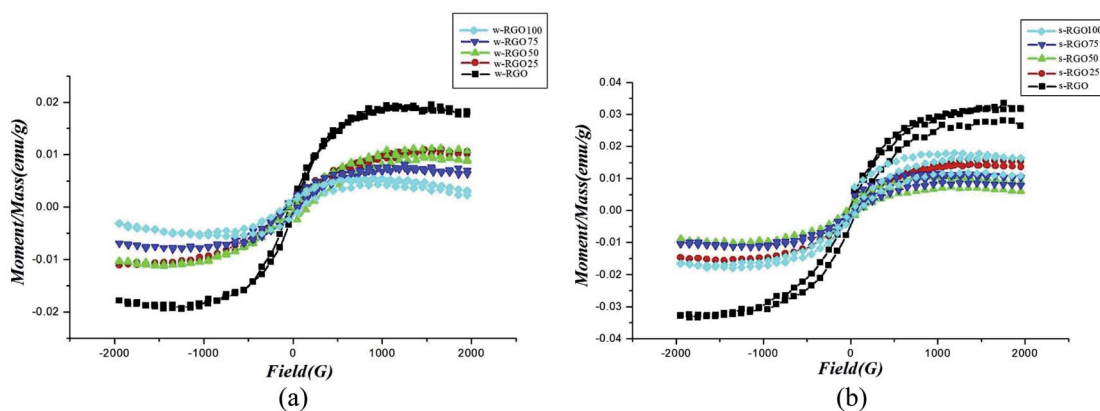 w-RGO100
w-RGO75
w-RGO50
w-RGO25
w-RGO
Moment/Mass(emu/g)
0.02
0.01
0.00
-0.01
-0.02
-2000 -1000 0 1000 2000
Field(G)
(a)
s-RGO100
s-RGO75
s-RGO50
s-RGO25
s-RGO
Moment/Mass(emu/g)
0.04
0.03
0.02
0.01
0.00
-0.01
-0.02
-0.03
-0.04
-2000 -1000 0 1000 2000
Field(G)
(b)